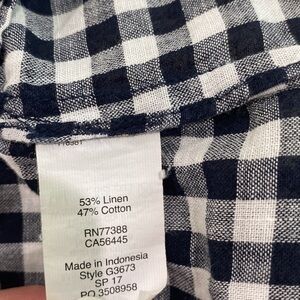 53% Linen
47% Cotton
RN77388
CA56445
Made in Indonesia
Style G3673
SP 17
PO 3508958